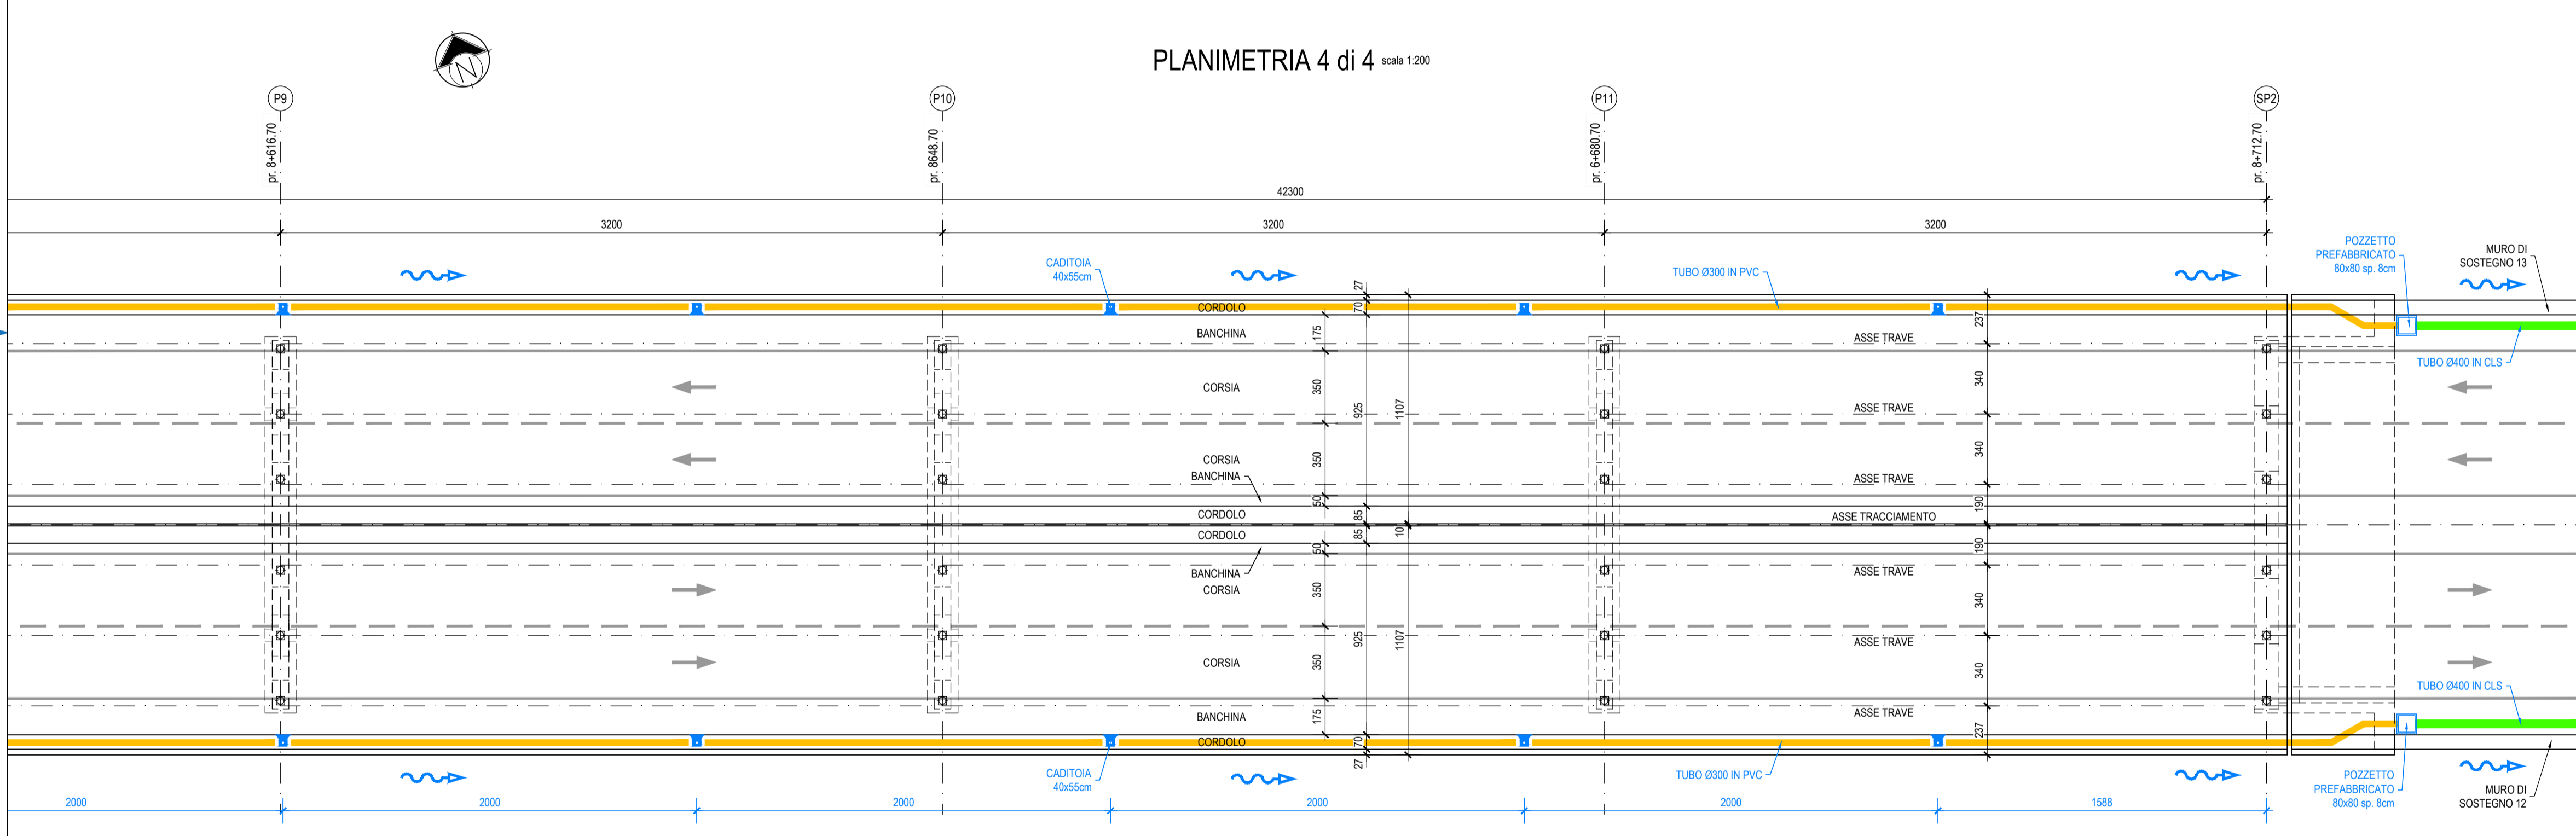 PLANIMETRIA 4 di 4 scala 1:200
N
P9
P10
P11
SP2
pr. 8+616.70
pr. 8648.70
pr. 6+680.70
pr. 8+712.70
42300
3200
3200
3200
CADITOIA
40x55cm
TUBO Ø300 IN PVC
POZZETTO
PREFABBRICATO
80x80 sp. 8cm
MURO DI
SOSTEGNO 13
TUBO Ø400 IN CLS
CORDOLO
BANCHINA
CORSIA
CORSIA
BANCHINA
CORDOLO
CORDOLO
BANCHINA
CORSIA
CORSIA
BANCHINA
CORDOLO
175
350
350
50
50
350
350
175
27
70
925
85
85
925
70
27
1107
10
1107
ASSE TRAVE
ASSE TRAVE
ASSE TRAVE
ASSE TRACCIAMENTO
ASSE TRAVE
ASSE TRAVE
ASSE TRAVE
237
340
340
190
190
340
340
237
TUBO Ø400 IN CLS
CADITOIA
40x55cm
TUBO Ø300 IN PVC
POZZETTO
PREFABBRICATO
80x80 sp. 8cm
MURO DI
SOSTEGNO 12
2000
2000
2000
2000
2000
1588